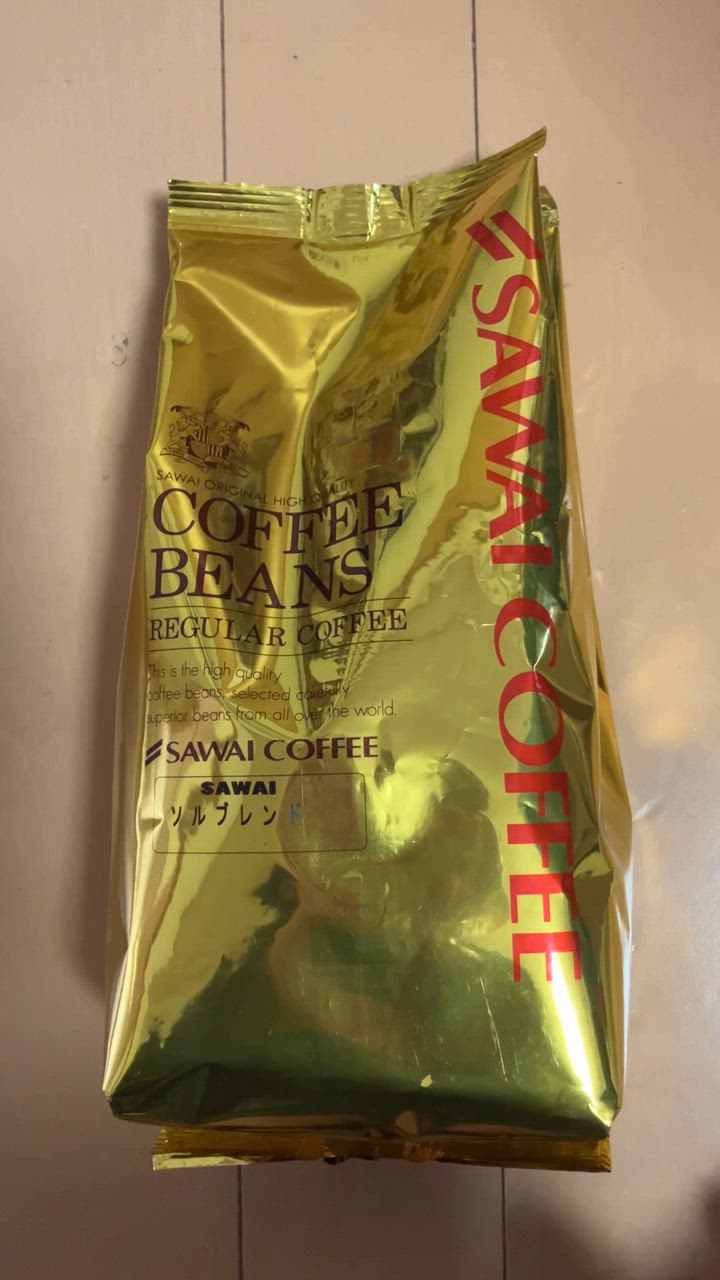 SAWAI ORIGINAL HIGH QUALITY
COFFEE
BEANS
REGULAR COFFEE
This is the high quality
coffee beans, selected carefully
superior beans from all over the world.
SAWAI COFFEE
SAWAI
ソルブレンド
SAWAI COFFEE